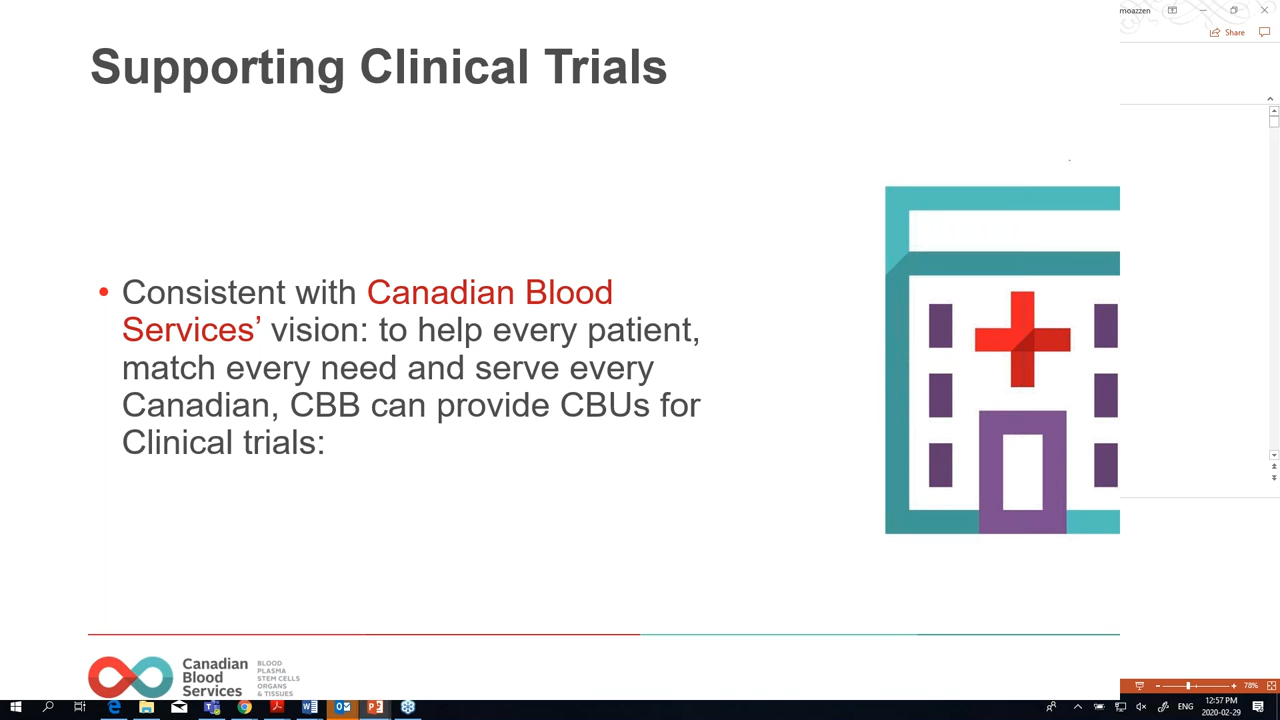 moazzen
Share
Supporting Clinical Trials
• Consistent with Canadian Blood
Services’ vision: to help every patient,
match every need and serve every
Canadian, CBB can provide CBUs for
Clinical trials:
Canadian
Blood
Services
BLOOD
PLASMA
STEM CELLS
ORGANS
& TISSUES
78%
ENG
12:57 PM
2020-02-29